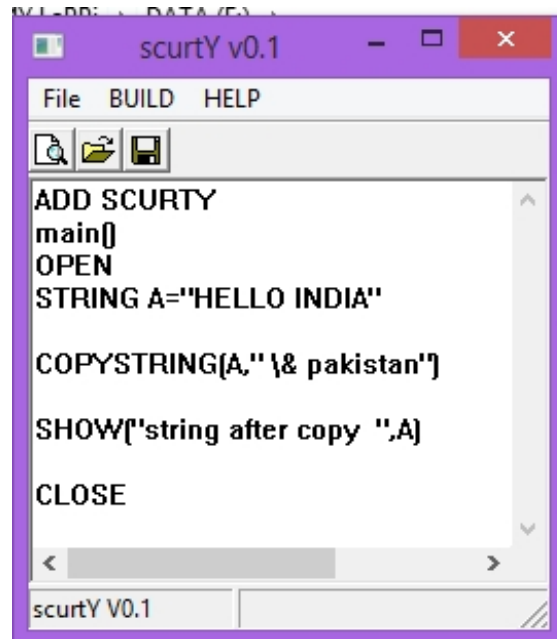 scurtY v0.1
File BUILD HELP
ADD SCURTY
main()
OPEN
STRING A="HELLO INDIA"
COPYSTRING(A," \& pakistan")
SHOW("string after copy  ",A)
CLOSE
scurtY V0.1